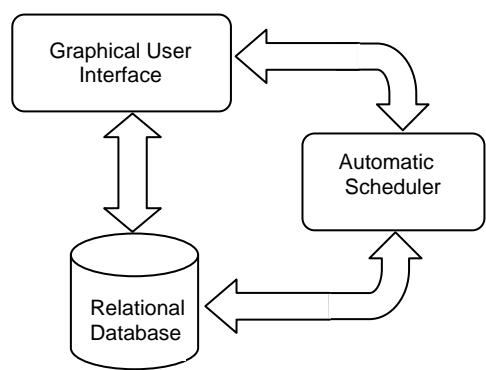 Graphical User
Interface
Automatic
Scheduler
Relational
Database